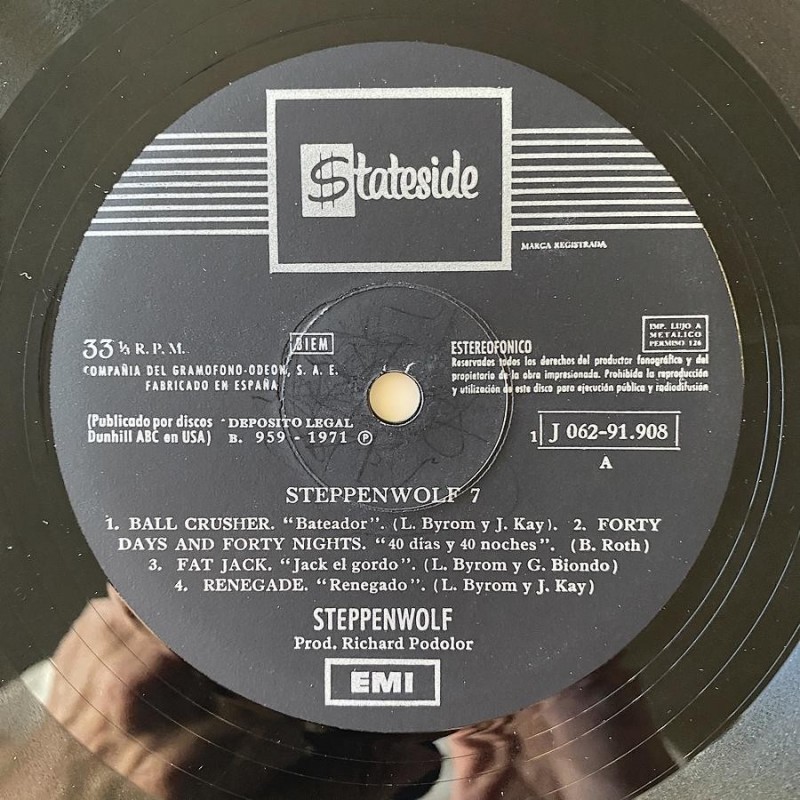 $tateside
MARCA REGISTRADA
33 ⅓ R. P. M.
BIEM
COMPAÑIA DEL GRAMOFONO-ODEON, S. A. E.
FABRICADO EN ESPAÑA
ESTEREOFONICO
IMP. LUJO A
METALICO
PERMISO 126
Reservados todos los derechos del productor fonográfico y del
propietario de la obra impresionada. Prohibida la reproducción
y utilización de este disco para ejecución pública y radiodifusión
(Publicado por discos
Dunhill ABC en USA)
DEPOSITO LEGAL
B. 959 - 1971 Ⓟ
1 J 062-91.908
A
STEPPENWOLF 7
1. BALL CRUSHER. "Bateador". (L. Byrom y J. Kay). 2. FORTY
DAYS AND FORTY NIGHTS. "40 días y 40 noches". (B. Roth)
3. FAT JACK. "Jack el gordo". (L. Byrom y G. Biondo)
4. RENEGADE. "Renegado". (L. Byrom y J. Kay)
STEPPENWOLF
Prod. Richard Podolor
EMI